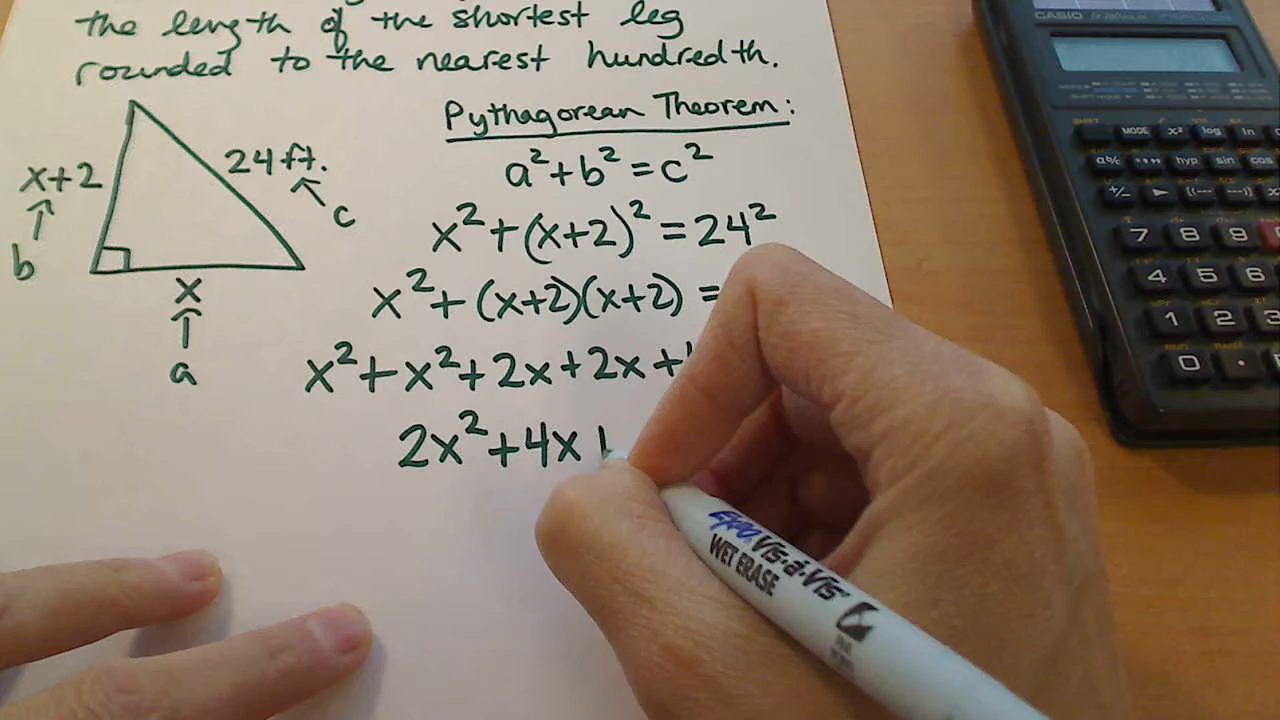 the length of the shortest leg
rounded to the nearest hundredth.
Pythagorean Theorem:
a²+b²=c²
x+2
24ft.
b
c
x
a
x²+(x+2)²=24²
x²+(x+2)(x+2)=
x²+x²+2x+2x+
2x²+4x
EXPO Vis-à-Vis
WET ERASE
CASIO
SHIFT
MODE x² log ln
a b/c °'"" hyp sin cos
+/-
7 8 9
4 5 6
1 2 3
0 .